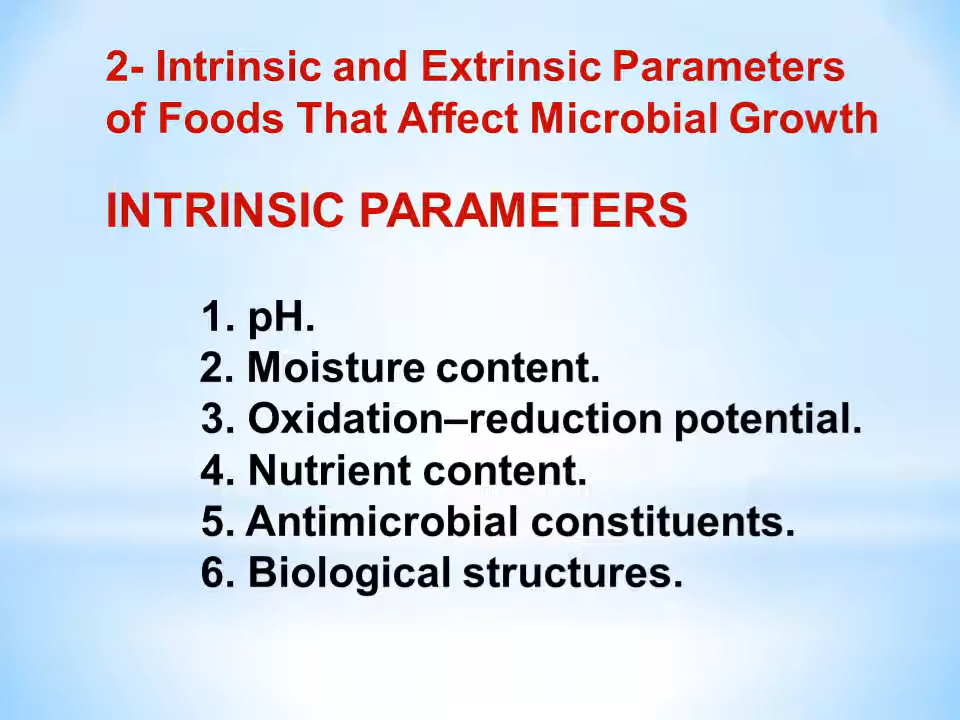 2- Intrinsic and Extrinsic Parameters
of Foods That Affect Microbial Growth
INTRINSIC PARAMETERS
1. pH.
2. Moisture content.
3. Oxidation–reduction potential.
4. Nutrient content.
5. Antimicrobial constituents.
6. Biological structures.